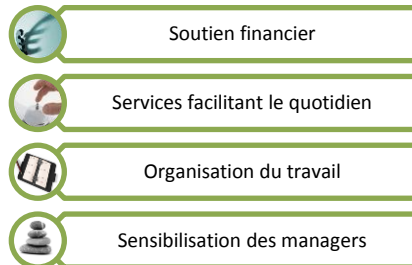 Soutien financier
Services facilitant le quotidien
Organisation du travail
Sensibilisation des managers